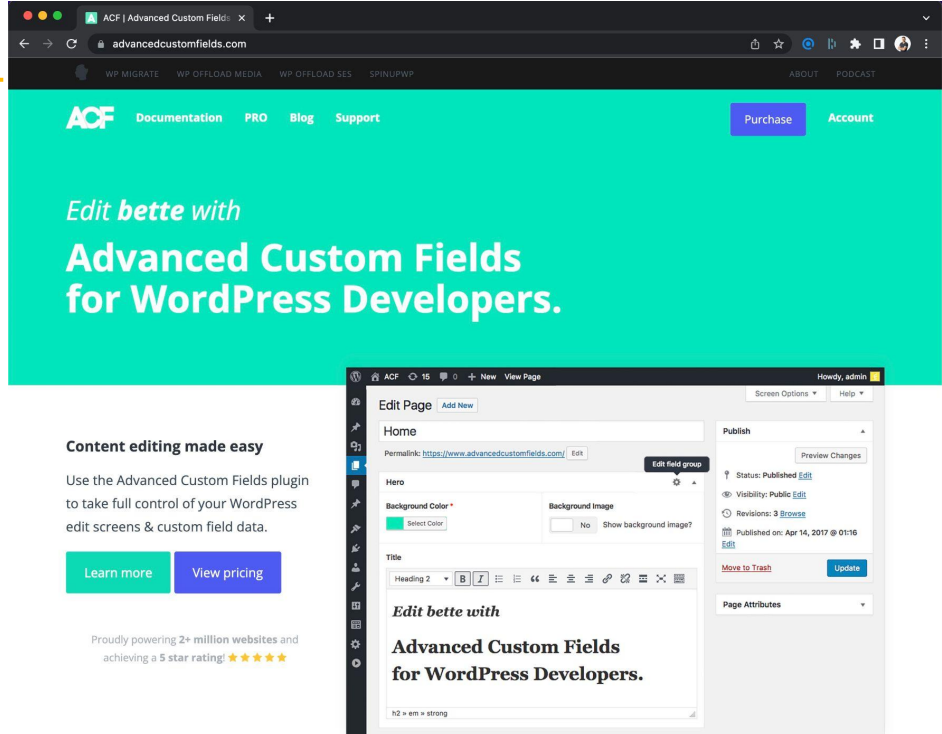 ACF | Advanced Custom Fields
advancedcustomfields.com
WP MIGRATE WP OFFLOAD MEDIA WP OFFLOAD SES SPINUPWP ABOUT PODCAST
ACF Documentation PRO Blog Support Purchase Account
Edit bette with
Advanced Custom Fields
for WordPress Developers.
Content editing made easy
Use the Advanced Custom Fields plugin
to take full control of your WordPress
edit screens & custom field data.
Learn more View pricing
Proudly powering 2+ million websites and
achieving a 5 star rating!
ACF 15 0 + New View Page Howdy, admin
Screen Options Help
Edit Page Add New
Home
Permalink: https://www.advancedcustomfields.com/ Edit
Edit field group
Hero
Background Color * Background Image
Select Color No Show background image?
Title
Heading 2 B I
Edit bette with
Advanced Custom Fields
for WordPress Developers.
h2 » em » strong
Publish
Preview Changes
Status: Published Edit
Visibility: Public Edit
Revisions: 3 Browse
Published on: Apr 14, 2017 @ 01:16
Edit
Move to Trash Update
Page Attributes